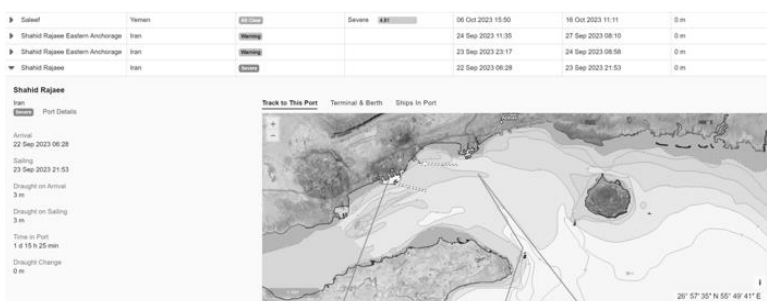 Saleef Yemen All Clear Severe 4.81 06 Oct 2023 15:50 16 Oct 2023 11:11 0 m
Shahid Rajaee Eastern Anchorage Iran Warning 24 Sep 2023 11:35 27 Sep 2023 08:10 0 m
Shahid Rajaee Eastern Anchorage Iran Warning 23 Sep 2023 23:17 24 Sep 2023 08:58 0 m
Shahid Rajaee Iran Severe 22 Sep 2023 06:28 23 Sep 2023 21:53 0 m
Shahid Rajaee
Iran
Severe Port Details
Arrival
22 Sep 2023 06:28
Sailing
23 Sep 2023 21:53
Draught on Arrival
3 m
Draught on Sailing
3 m
Time in Port
1 d 15 h 25 min
Draught Change
0 m
Track to This Port Terminal & Berth Ships In Port
+
−
i
26° 57' 35" N 55° 49' 41" E